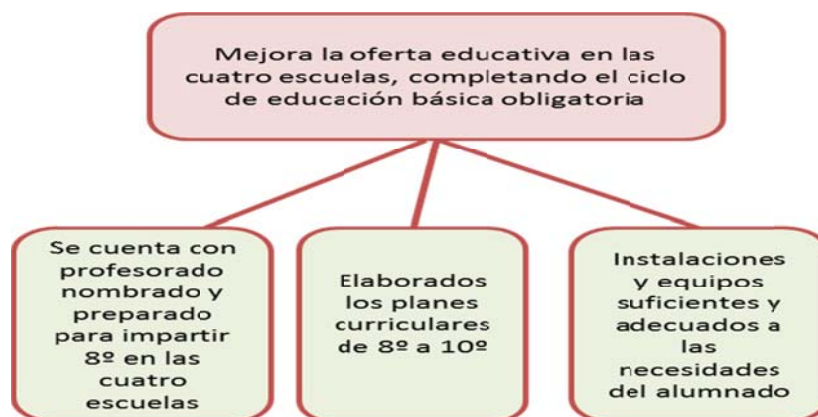 Mejora la oferta educativa en las
cuatro escuelas, completando el ciclo
de educación básica obligatoria
Se cuenta con
profesorado
nombrado y
preparado
para impartir
8º en las
cuatro
escuelas
Elaborados
los planes
curriculares
de 8º a 10º
Instalaciones
y equipos
suficientes y
adecuados a
las
necesidades
del alumnado